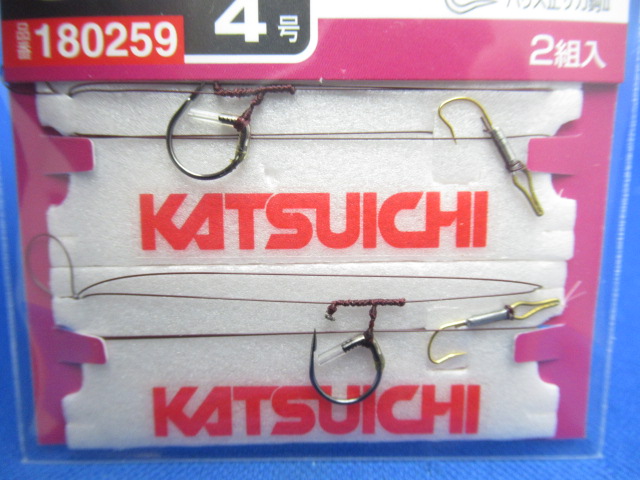 180259
4号
2組入
KATSUICHI
KATSUICHI